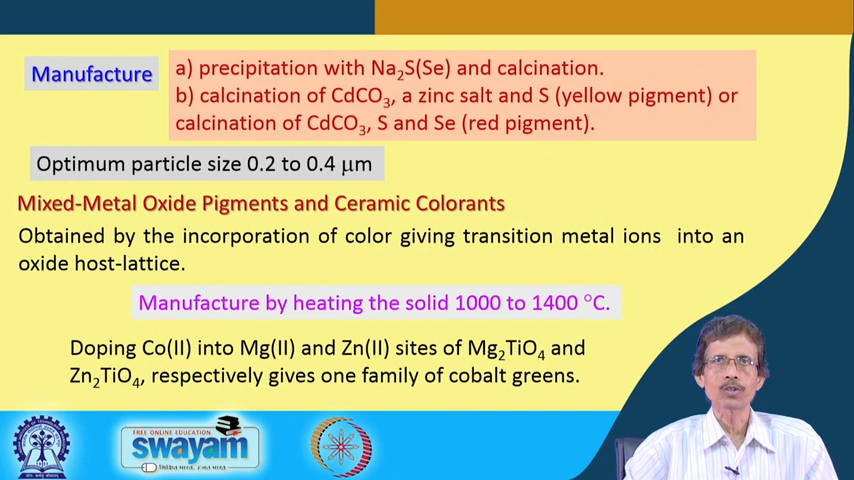 Manufacture
a) precipitation with Na₂S(Se) and calcination.
b) calcination of CdCO₃, a zinc salt and S (yellow pigment) or
calcination of CdCO₃, S and Se (red pigment).
Optimum particle size 0.2 to 0.4 μm
Mixed-Metal Oxide Pigments and Ceramic Colorants
Obtained by the incorporation of color giving transition metal ions into an
oxide host-lattice.
Manufacture by heating the solid 1000 to 1400 °C.
Doping Co(II) into Mg(II) and Zn(II) sites of Mg₂TiO₄ and
Zn₂TiO₄, respectively gives one family of cobalt greens.
FREE ONLINE EDUCATION
swayam